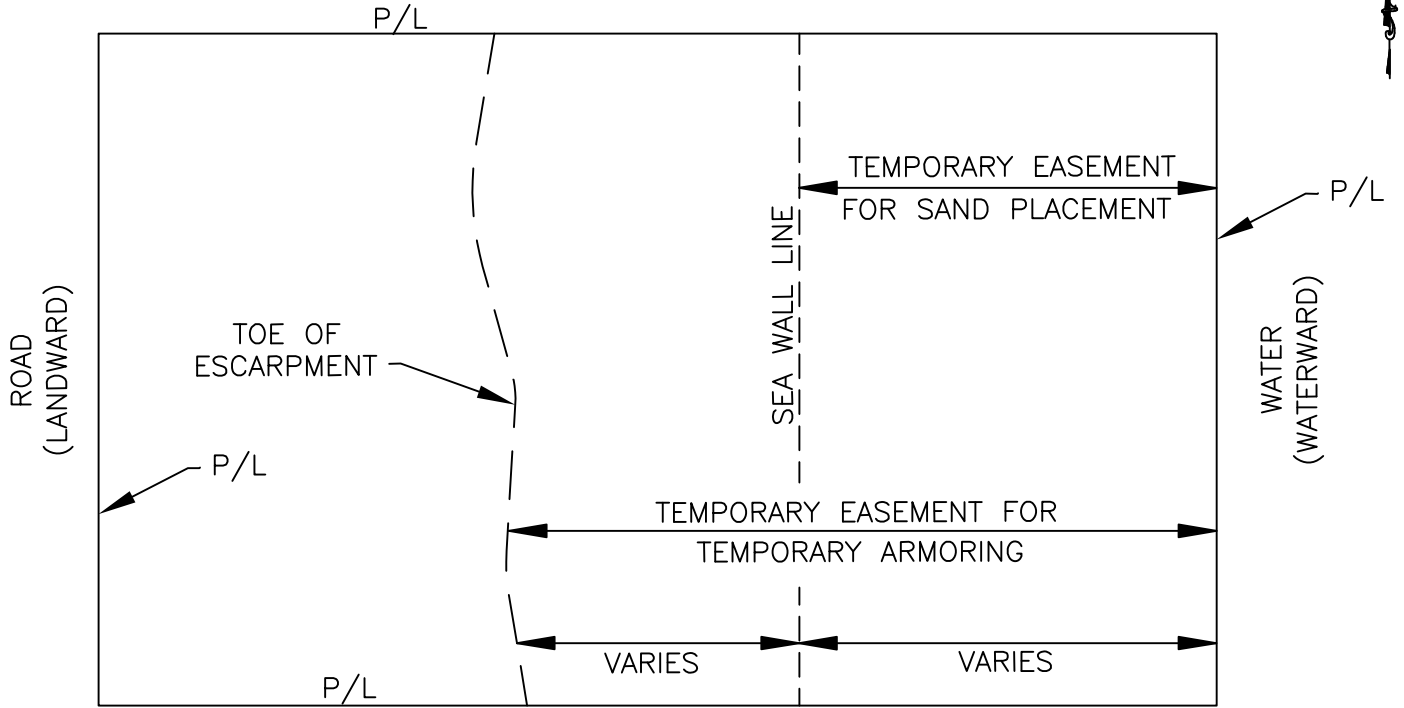 P/L
TEMPORARY EASEMENT
FOR SAND PLACEMENT
P/L
SEA WALL LINE
ROAD
(LANDWARD)
TOE OF
ESCARPMENT
WATER
(WATERWARD)
P/L
TEMPORARY EASEMENT FOR
TEMPORARY ARMORING
VARIES
VARIES
P/L